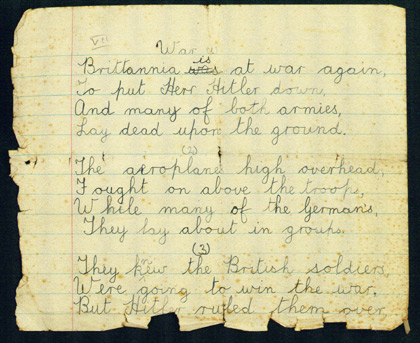 VII
War
Brittannia is at war again,
To put Herr Hitler down,
And many of both armies,
Lay dead upon the ground.
(2)
The aeroplanes high overhead,
Fought on above the troops,
While many of the German's,
They lay about in groups.
(3)
They knew the British soldiers,
We're going to win the war,
But Hitler ruled them over,